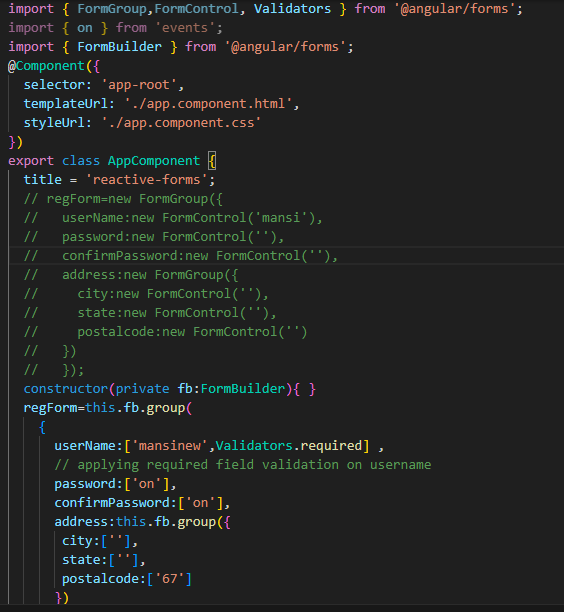 import { FormGroup,FormControl, Validators } from '@angular/forms';
import { on } from 'events';
import { FormBuilder } from '@angular/forms';
@Component({
  selector: 'app-root',
  templateUrl: './app.component.html',
  styleUrl: './app.component.css'
})
export class AppComponent {
  title = 'reactive-forms';
  // regForm=new FormGroup({
  //   userName:new FormControl('mansi'),
  //   password:new FormControl(''),
  //   confirmPassword:new FormControl(''),
  //   address:new FormGroup({
  //     city:new FormControl(''),
  //     state:new FormControl(''),
  //     postalcode:new FormControl('')
  //   })
  //   });
  constructor(private fb:FormBuilder){ }
  regForm=this.fb.group(
    {
      userName:['mansinew',Validators.required] ,
      // applying required field validation on username
      password:['on'],
      confirmPassword:['on'],
      address:this.fb.group({
       city:[''],
       state:[''],
       postalcode:['67']
      })